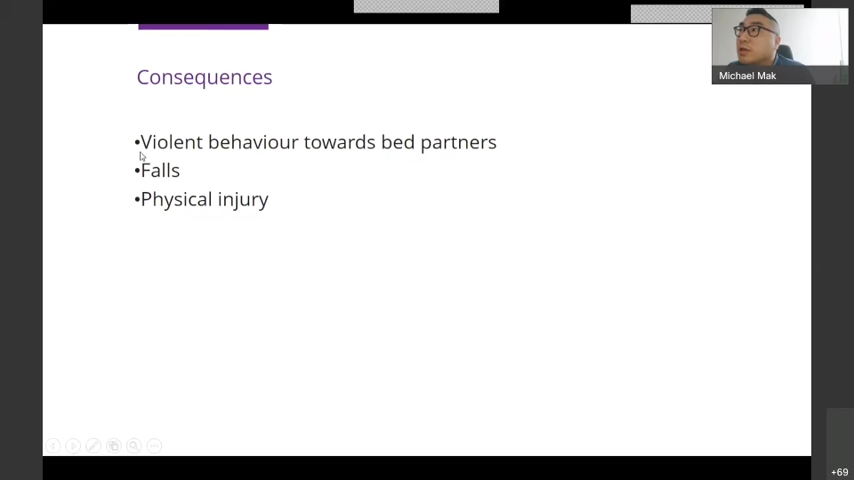 Consequences
•Violent behaviour towards bed partners
•Falls
•Physical injury
Michael Mak
+69